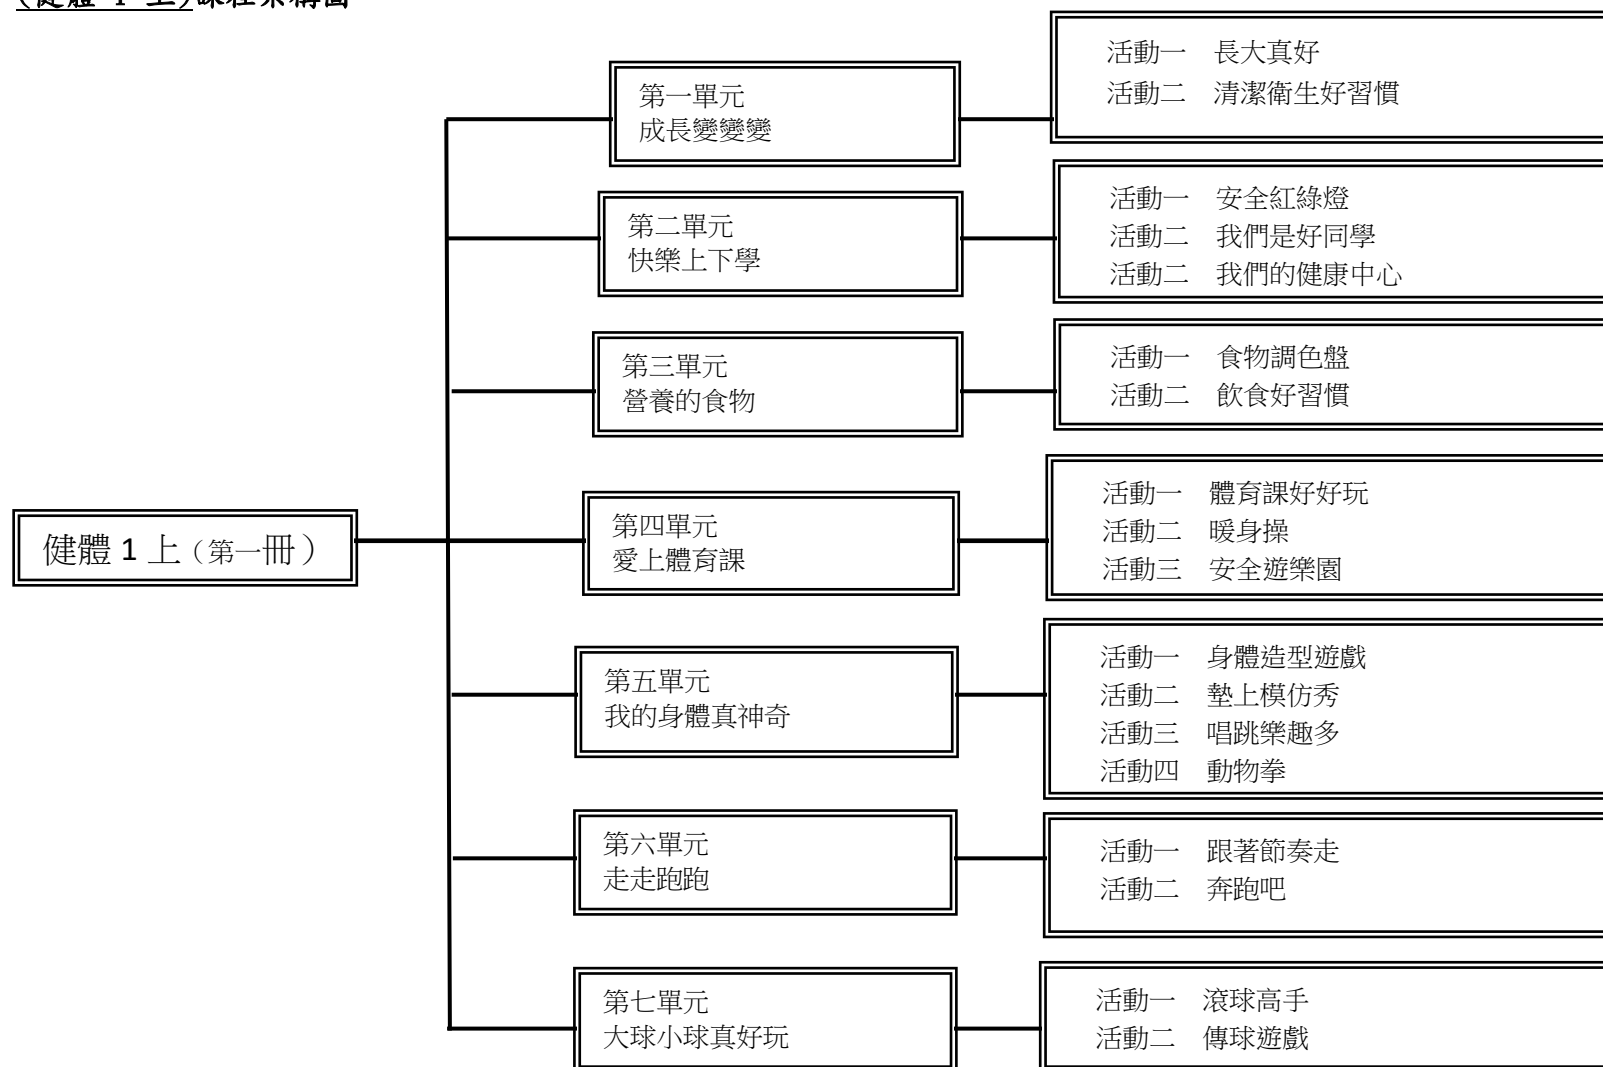 (健體 1 上)課程架構圖
第一單元
成長變變變
活動一　長大真好
活動二　清潔衛生好習慣
第二單元
快樂上下學
活動一　安全紅綠燈
活動二　我們是好同學
活動二　我們的健康中心
第三單元
營養的食物
活動一　食物調色盤
活動二　飲食好習慣
健體 1 上（第一冊）
第四單元
愛上體育課
活動一　體育課好好玩
活動二　暖身操
活動三　安全遊樂園
第五單元
我的身體真神奇
活動一　身體造型遊戲
活動二　墊上模仿秀
活動三　唱跳樂趣多
活動四　動物拳
第六單元
走走跑跑
活動一　跟著節奏走
活動二　奔跑吧
第七單元
大球小球真好玩
活動一　滾球高手
活動二　傳球遊戲